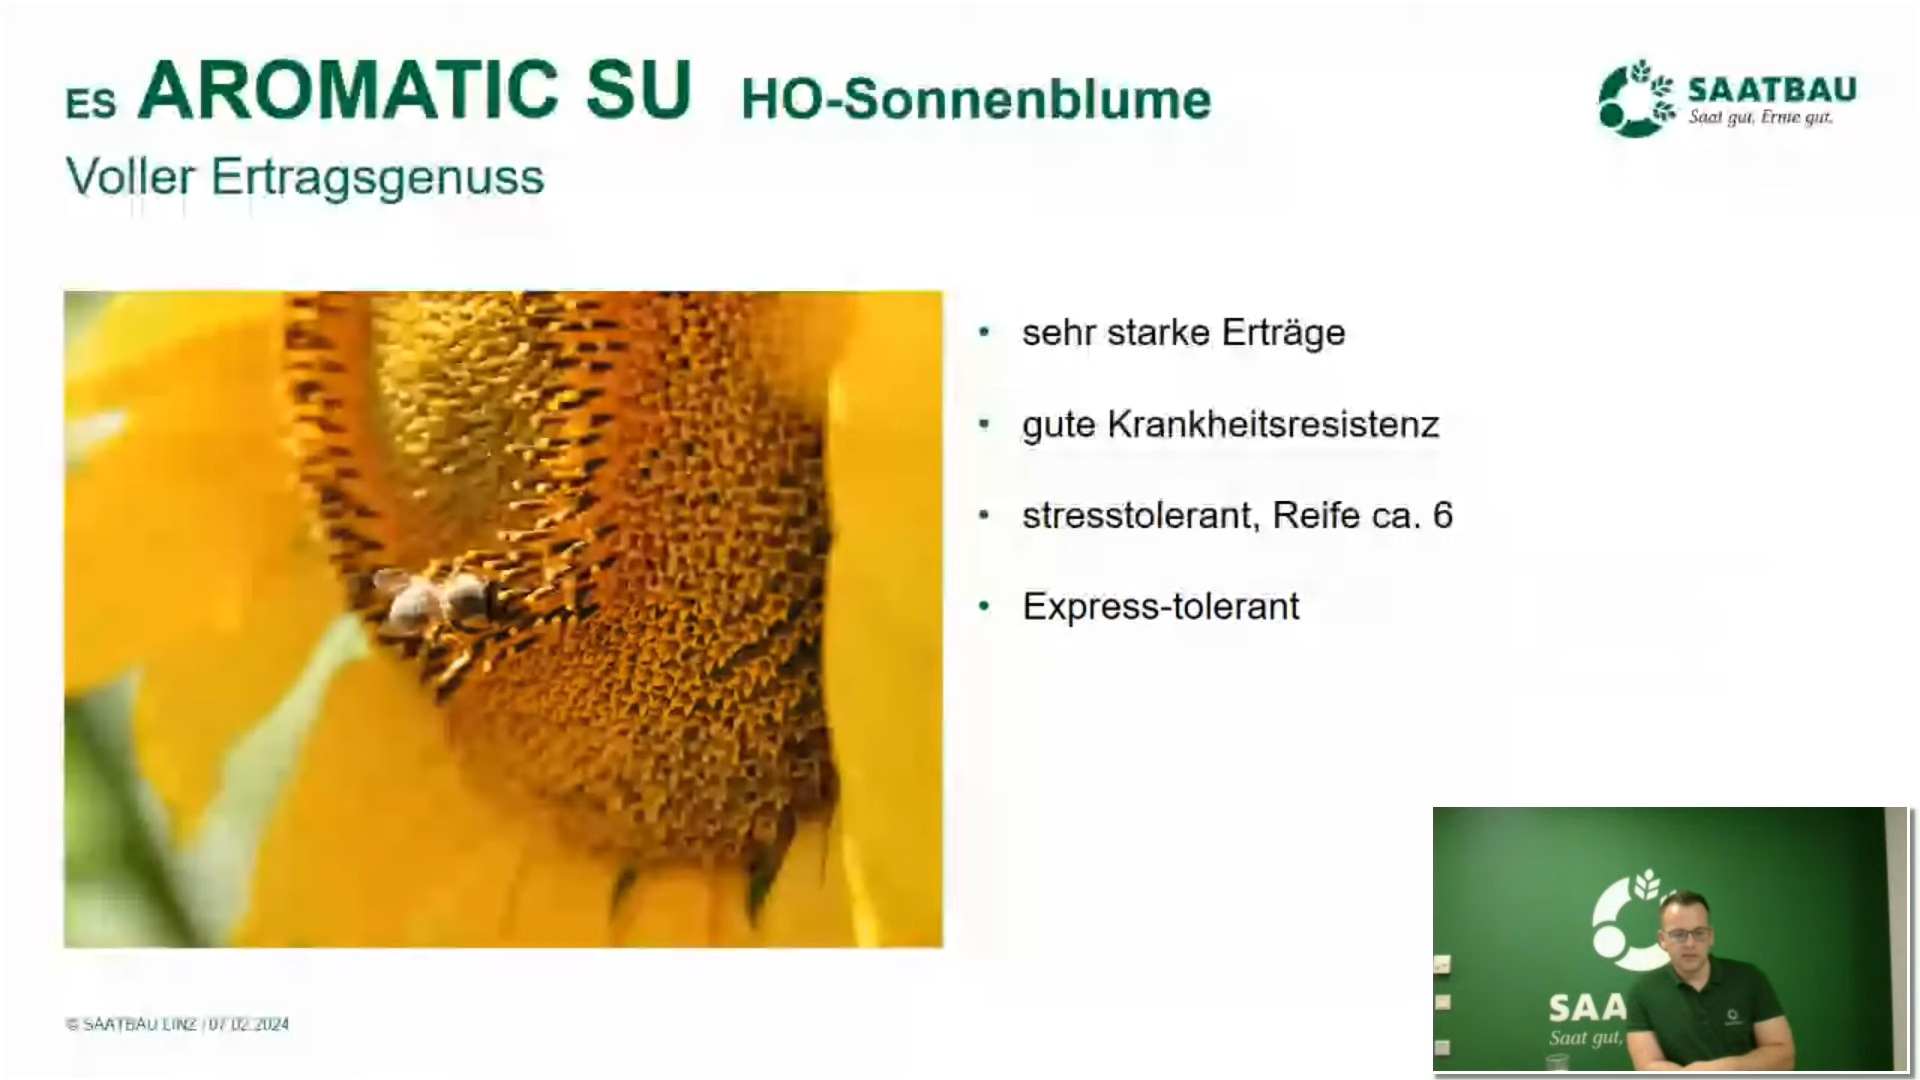 ES AROMATIC SU HO-Sonnenblume
Voller Ertragsgenuss
SAATBAU
Saat gut, Ernte gut.
• sehr starke Erträge
• gute Krankheitsresistenz
• stresstolerant, Reife ca. 6
• Express-tolerant
© SAATBAU LINZ | 07.02.2024
SAA
Saat gut,